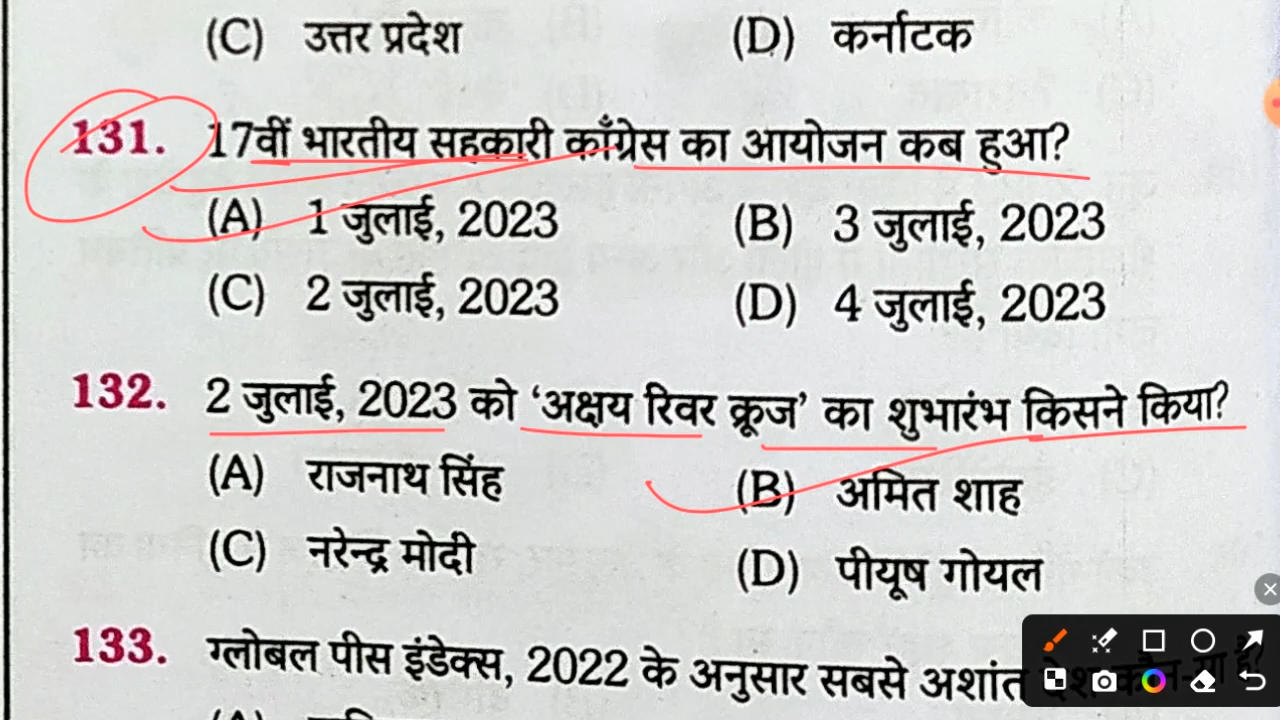 (C) उत्तर प्रदेश (D) कर्नाटक
131. 17वीं भारतीय सहकारी काँग्रेस का आयोजन कब हुआ?
(A) 1 जुलाई, 2023 (B) 3 जुलाई, 2023
(C) 2 जुलाई, 2023 (D) 4 जुलाई, 2023
132. 2 जुलाई, 2023 को ‘अक्षय रिवर क्रूज’ का शुभारंभ किसने किया?
(A) राजनाथ सिंह (B) अमित शाह
(C) नरेन्द्र मोदी (D) पीयूष गोयल
133. ग्लोबल पीस इंडेक्स, 2022 के अनुसार सबसे अशांत देश कौन-सा है?
(A)